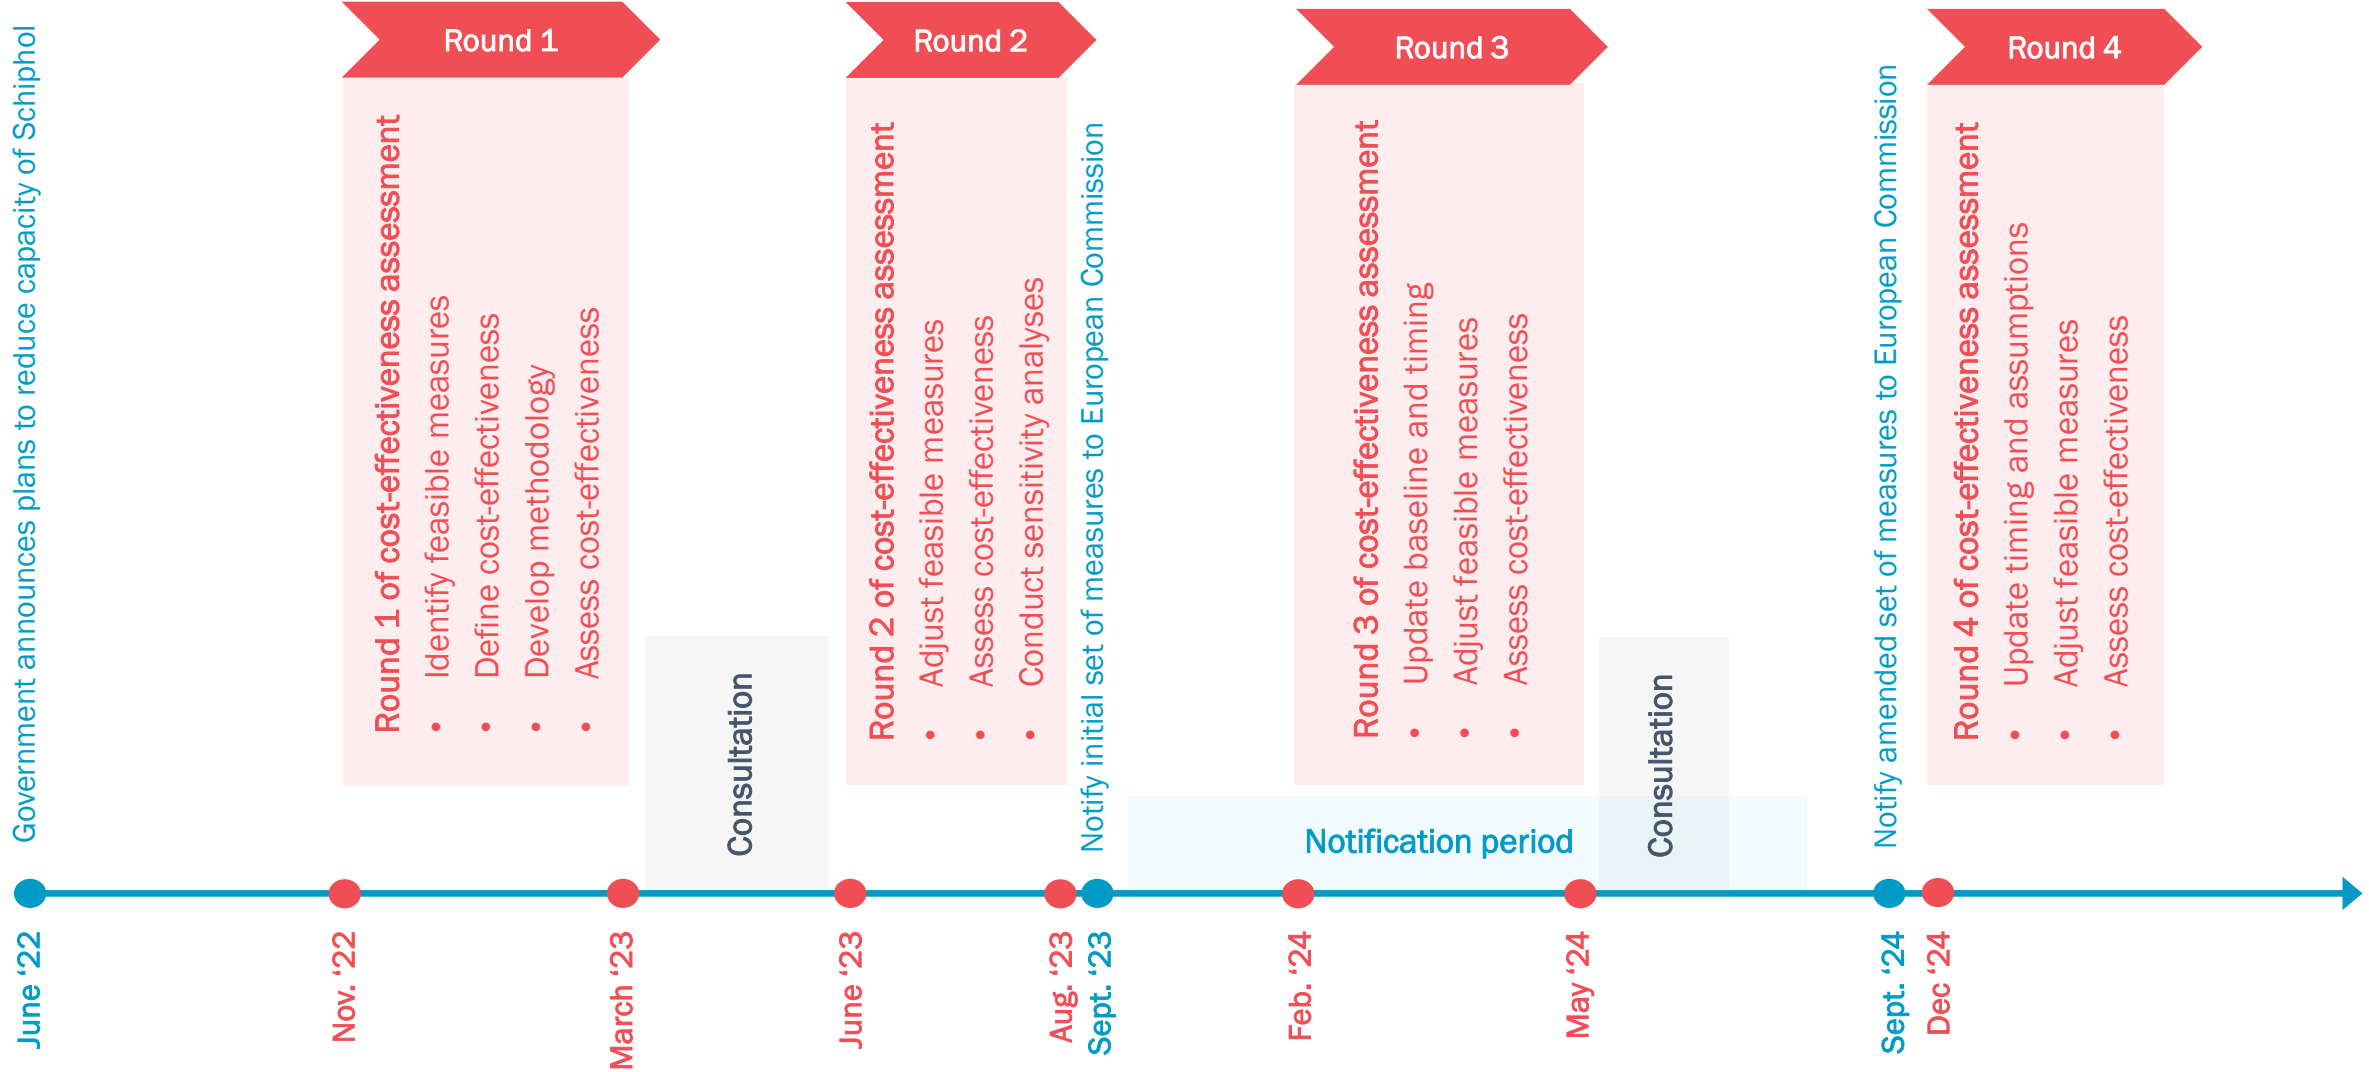 Government announces plans to reduce capacity of Schiphol
Round 1
Round 1 of cost-effectiveness assessment
• Identify feasible measures
• Define cost-effectiveness
• Develop methodology
• Assess cost-effectiveness
Consultation
Round 2
Round 2 of cost-effectiveness assessment
• Adjust feasible measures
• Assess cost-effectiveness
• Conduct sensitivity analyses
Notify initial set of measures to European Commission
Round 3
Round 3 of cost-effectiveness assessment
• Update baseline and timing
• Adjust feasible measures
• Assess cost-effectiveness
Notification period
Consultation
Notify amended set of measures to European Commission
Round 4
Round 4 of cost-effectiveness assessment
• Update timing and assumptions
• Adjust feasible measures
• Assess cost-effectiveness
June ‘22
Nov. ‘22
March ‘23
June ‘23
Aug. ‘23
Sept. ‘23
Feb. ‘24
May ‘24
Sept. ‘24
Dec ‘24